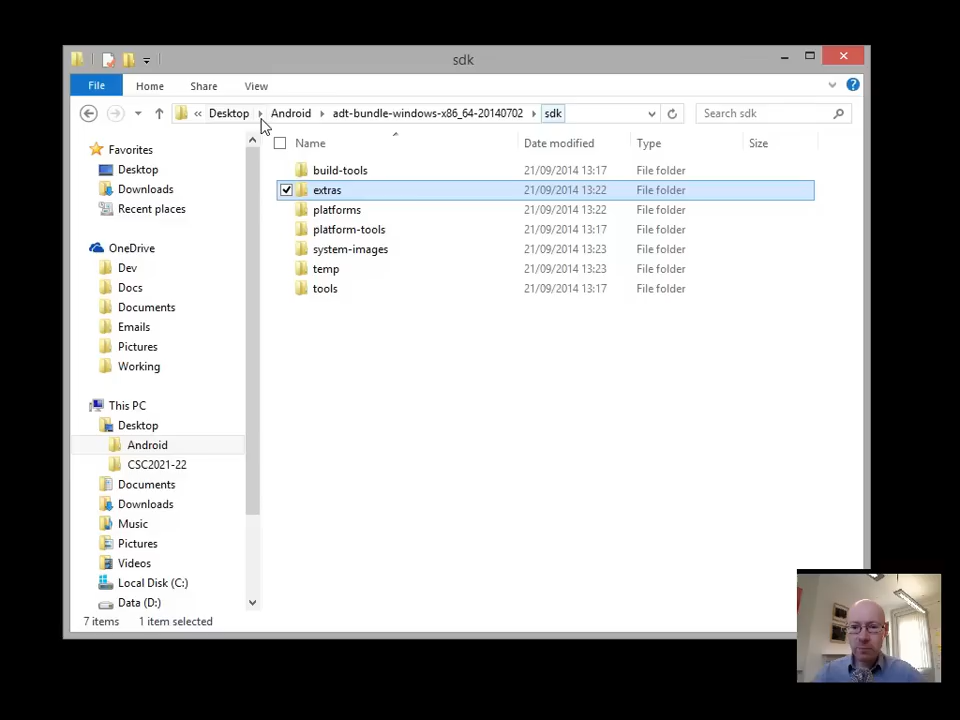 sdk
File Home Share View
« Desktop Android adt-bundle-windows-x86_64-20140702 sdk Search sdk
Favorites
Desktop
Downloads
Recent places
OneDrive
Dev
Docs
Documents
Emails
Pictures
Working
This PC
Desktop
Android
CSC2021-22
Documents
Downloads
Music
Pictures
Videos
Local Disk (C:)
Data (D:)
Name Date modified Type Size
build-tools 21/09/2014 13:17 File folder
extras 21/09/2014 13:22 File folder
platforms 21/09/2014 13:22 File folder
platform-tools 21/09/2014 13:17 File folder
system-images 21/09/2014 13:23 File folder
temp 21/09/2014 13:23 File folder
tools 21/09/2014 13:17 File folder
7 items 1 item selected